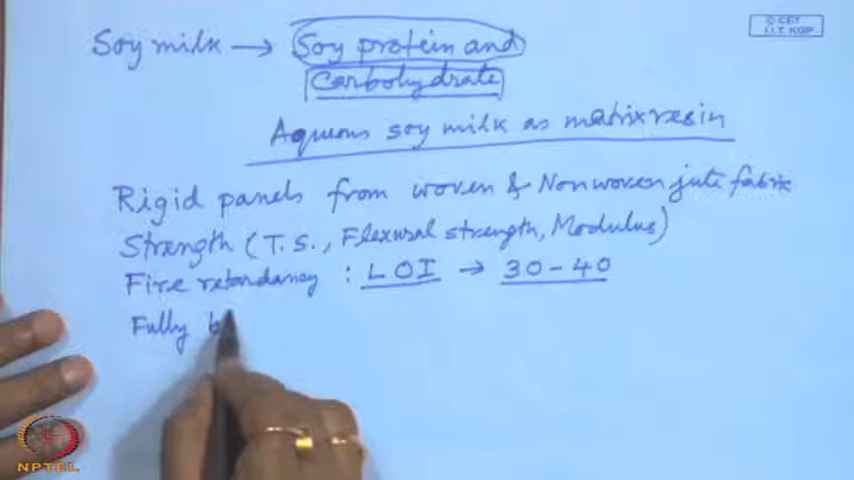 © CET
I.I.T. KGP
Soy milk → Soy protein and
Carbohydrate
Aqueous soy milk as matrix resin
Rigid panels from woven & Nonwoven jute fabric
Strength (T.S., Flexural strength, Modulus)
Fire retardancy : LOI → 30-40
Fully b
NPTEL